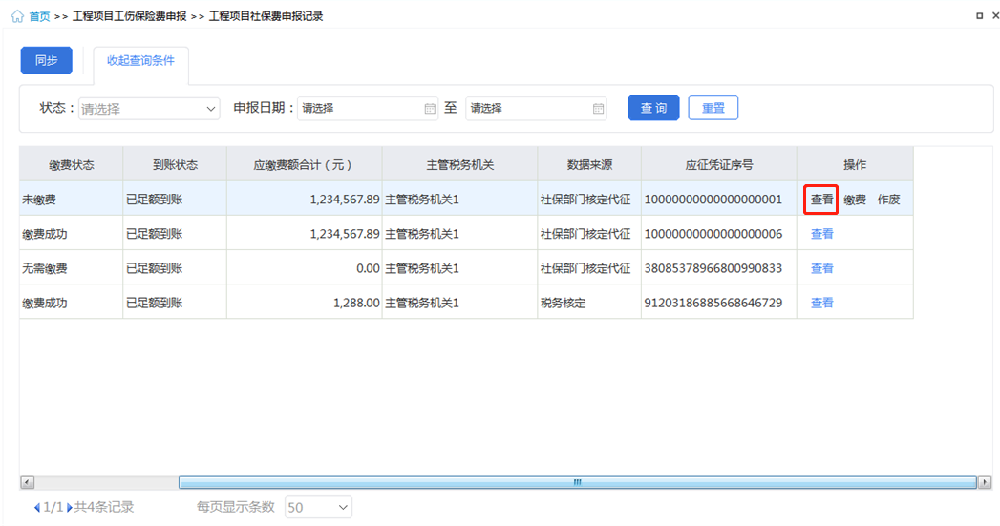 首页 >> 工程项目工伤保险费申报 >> 工程项目社保费申报记录
同步 收起查询条件
状态： 请选择 申报日期： 请选择 至 请选择 查 询 重置
缴费状态 到账状态 应缴费额合计（元） 主管税务机关 数据来源 应征凭证序号 操作
未缴费 已足额到账 1,234,567.89 主管税务机关1 社保部门核定代征 10000000000000000001 查看 缴费 作废
缴费成功 已足额到账 1,234,567.89 主管税务机关1 社保部门核定代征 10000000000000000006 查看
无需缴费 已足额到账 0.00 主管税务机关1 社保部门核定代征 38085378966800990833 查看
缴费成功 已足额到账 1,288.00 主管税务机关1 税务核定 91203186885668646729 查看
1/1 共4条记录 每页显示条数 50